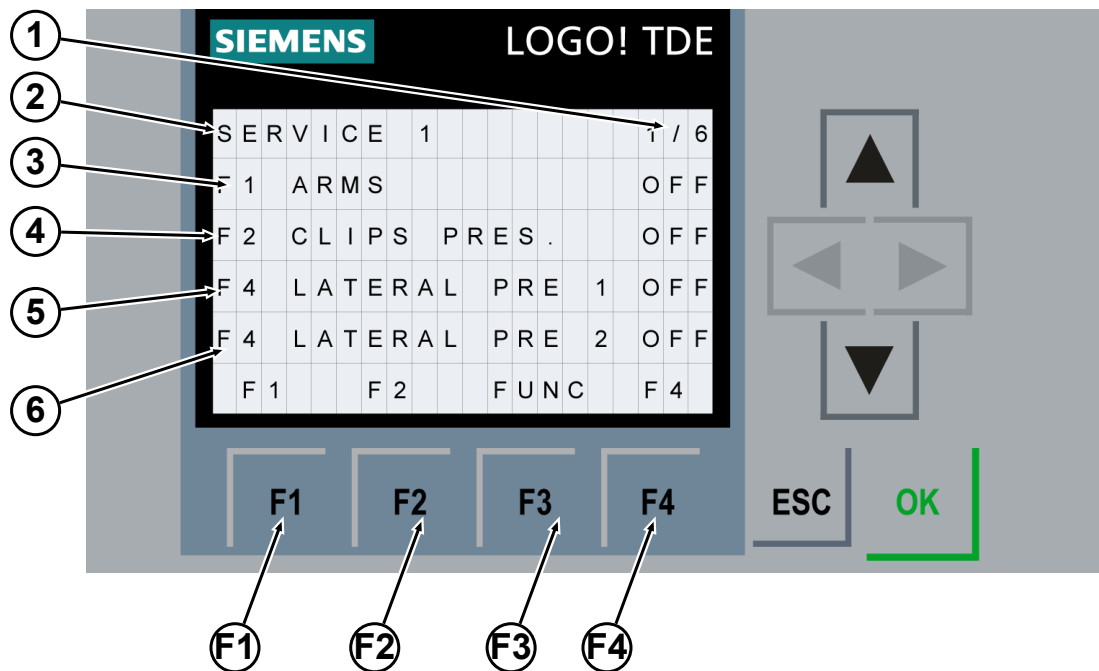 1
SIEMENS LOGO! TDE
2
SERVICE 1 1/6
3
F1 ARMS OFF
4
F2 CLIPS PRES. OFF
5
F4 LATERAL PRE 1 OFF
F4 LATERAL PRE 2 OFF
6
F1 F2 FUNC F4
F1 F2 F3 F4 ESC OK
F1 F2 F3 F4